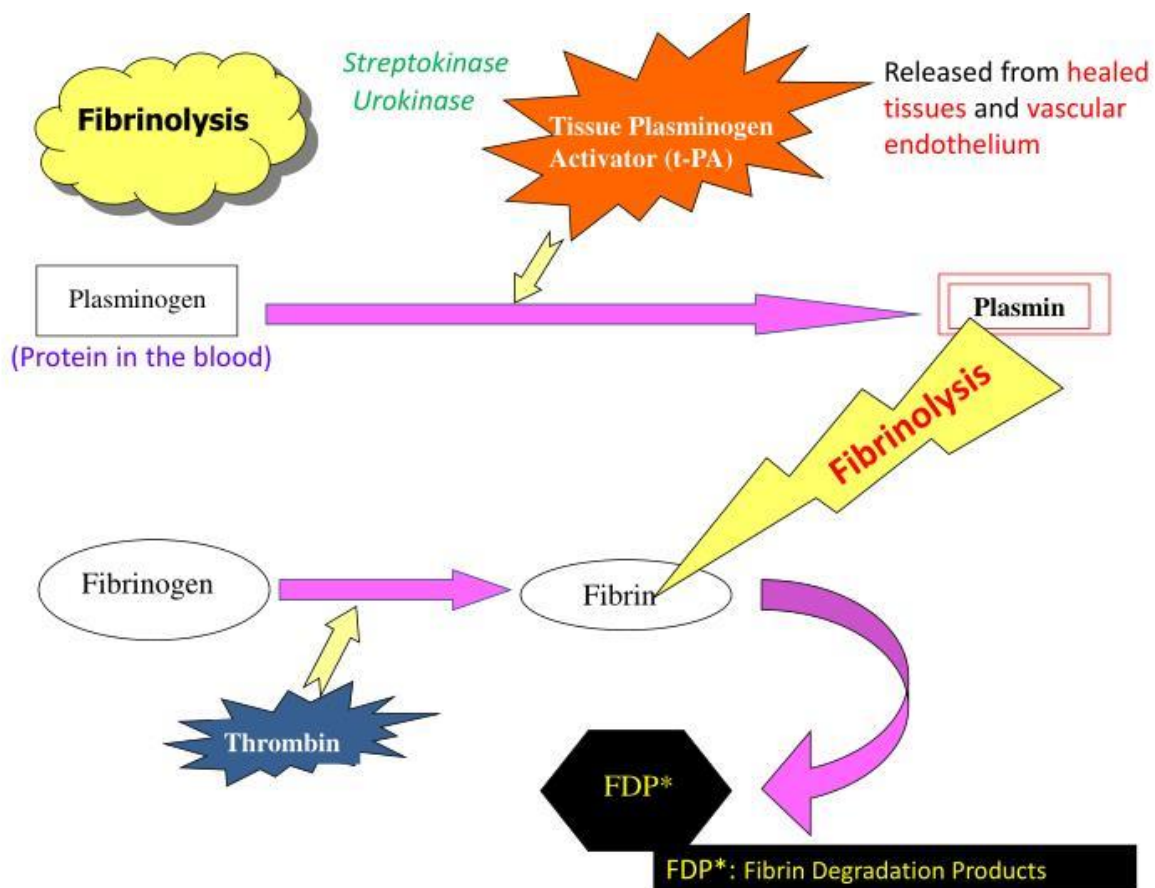 Fibrinolysis
Streptokinase
Urokinase
Tissue Plasminogen
Activator (t-PA)
Released from healed
tissues and vascular
endothelium
Plasminogen
(Protein in the blood)
Plasmin
Fibrinolysis
Fibrinogen
Fibrin
Thrombin
FDP*
FDP*: Fibrin Degradation Products